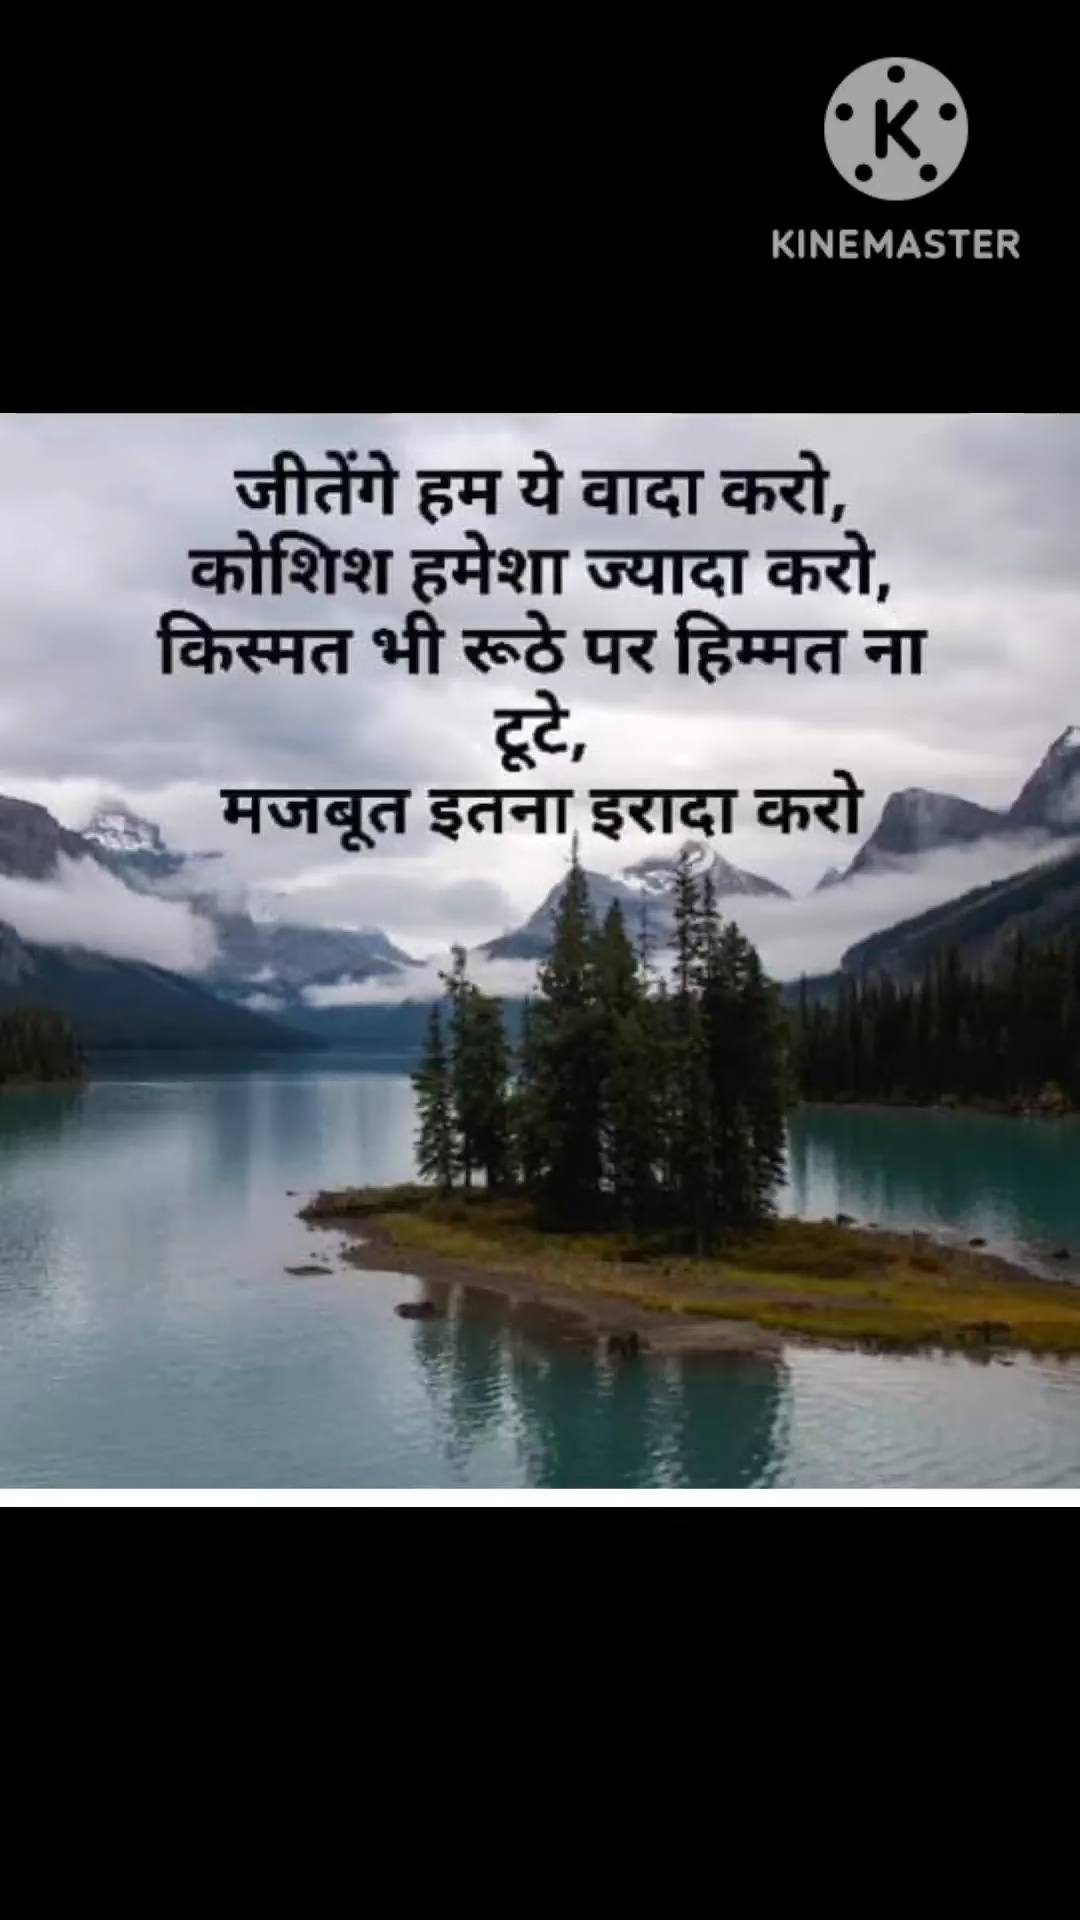 KINEMASTER
जीतेंगे हम ये वादा करो,
कोशिश हमेशा ज्यादा करो,
किस्मत भी रूठे पर हिम्मत ना
टूटे,
मजबूत इतना इरादा करो